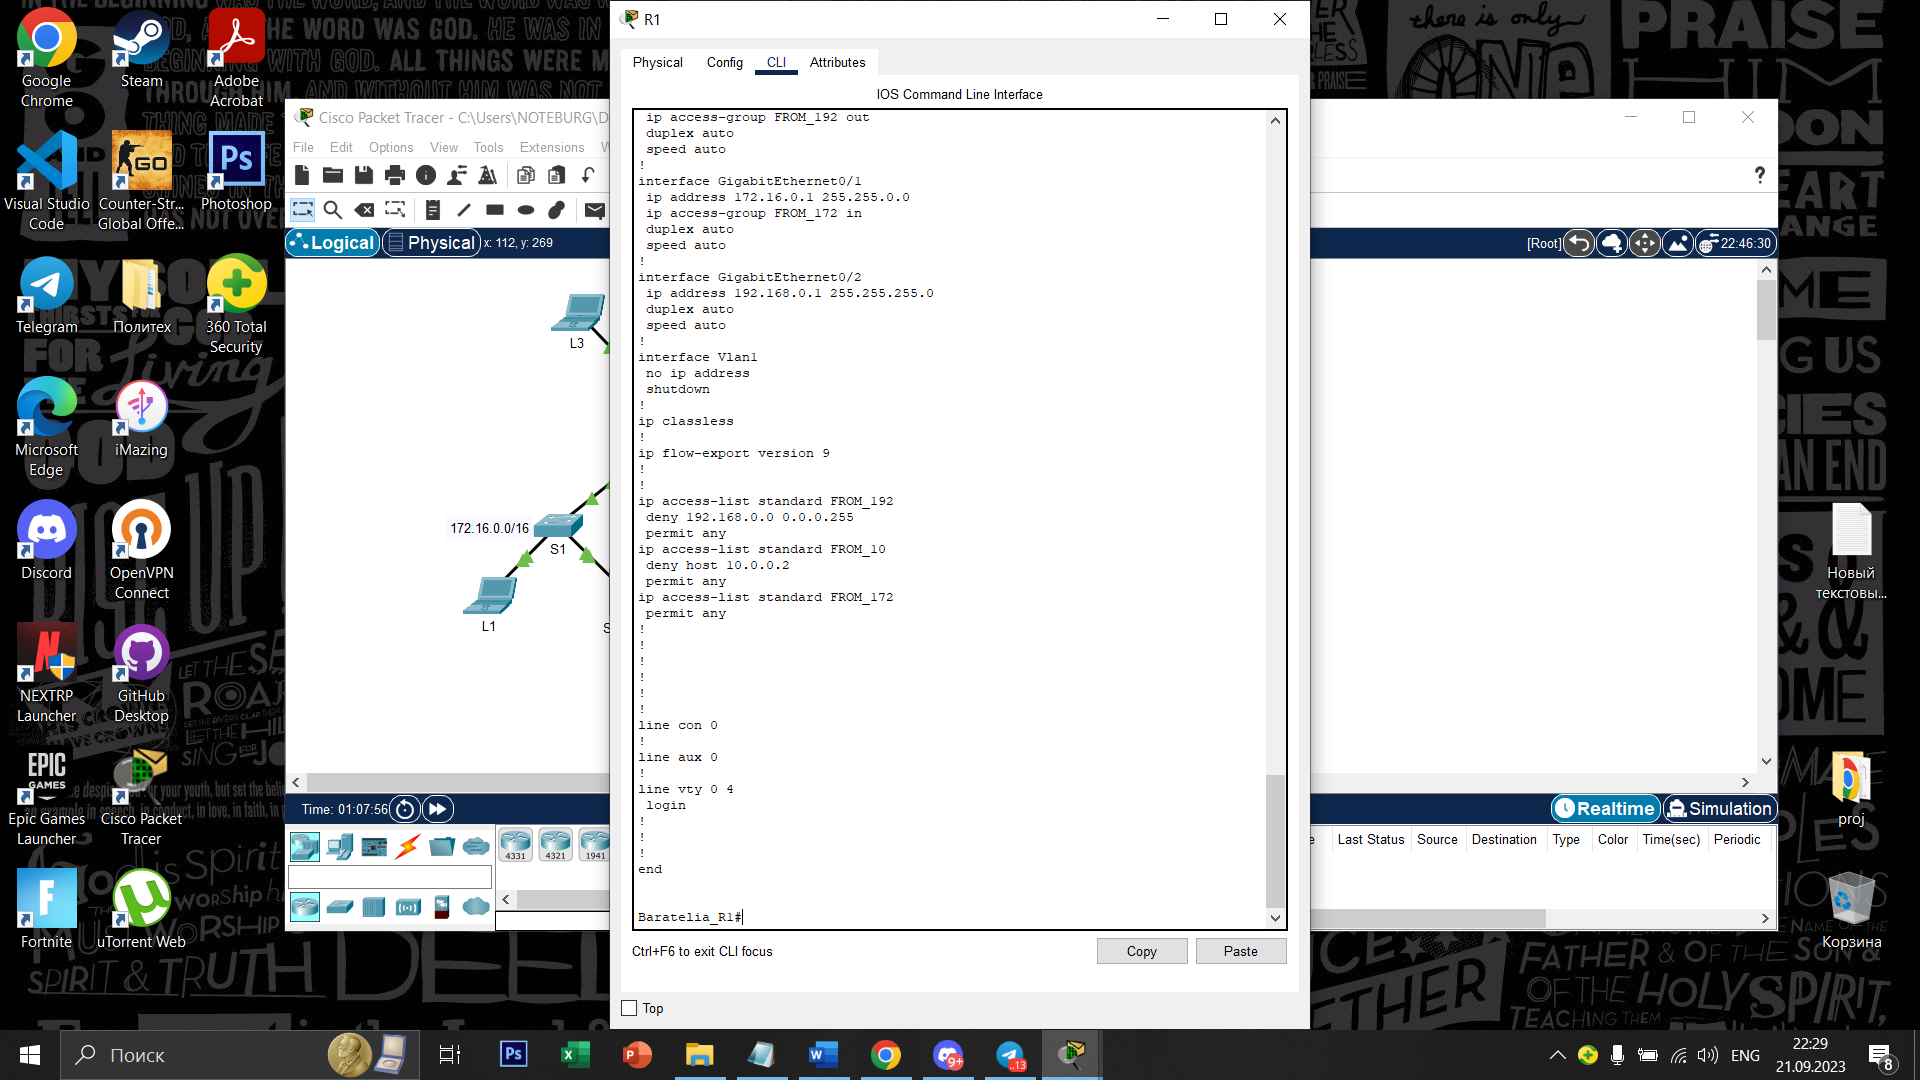 Google
Chrome
Steam
Adobe
Acrobat
Visual Studio
Code
Counter-Str...
Global Offe...
Photoshop
Telegram
Политех
360 Total
Security
Microsoft
Edge
iMazing
Discord
OpenVPN
Connect
NEXTRP
Launcher
GitHub
Desktop
Epic Games
Launcher
Cisco Packet
Tracer
Fortnite
uTorrent Web
Cisco Packet Tracer - C:\Users\NOTEBURG\D
File Edit Options View Tools Extensions
Logical
Physical
x: 112, y: 269
[Root]
22:46:30
L3
172.16.0.0/16
S1
L1
Time: 01:07:56
Realtime
Simulation
4331
4321
1941
Last Status Source Destination Type Color Time(sec) Periodic
R1
Physical Config CLI Attributes
IOS Command Line Interface
ip access-group FROM_192 out
duplex auto
speed auto
!
interface GigabitEthernet0/1
ip address 172.16.0.1 255.255.0.0
ip access-group FROM_172 in
duplex auto
speed auto
!
interface GigabitEthernet0/2
ip address 192.168.0.1 255.255.255.0
duplex auto
speed auto
!
interface Vlan1
no ip address
shutdown
!
ip classless
!
ip flow-export version 9
!
!
ip access-list standard FROM_192
deny 192.168.0.0 0.0.0.255
permit any
ip access-list standard FROM_10
deny host 10.0.0.2
permit any
ip access-list standard FROM_172
permit any
!
!
!
!
!
!
line con 0
!
line aux 0
!
line vty 0 4
login
!
!
!
end
Baratelia_R1#
Ctrl+F6 to exit CLI focus
Copy
Paste
Top
Новый
текстовы...
proj
Корзина
Поиск
9+
13
ENG
22:29
21.09.2023
8